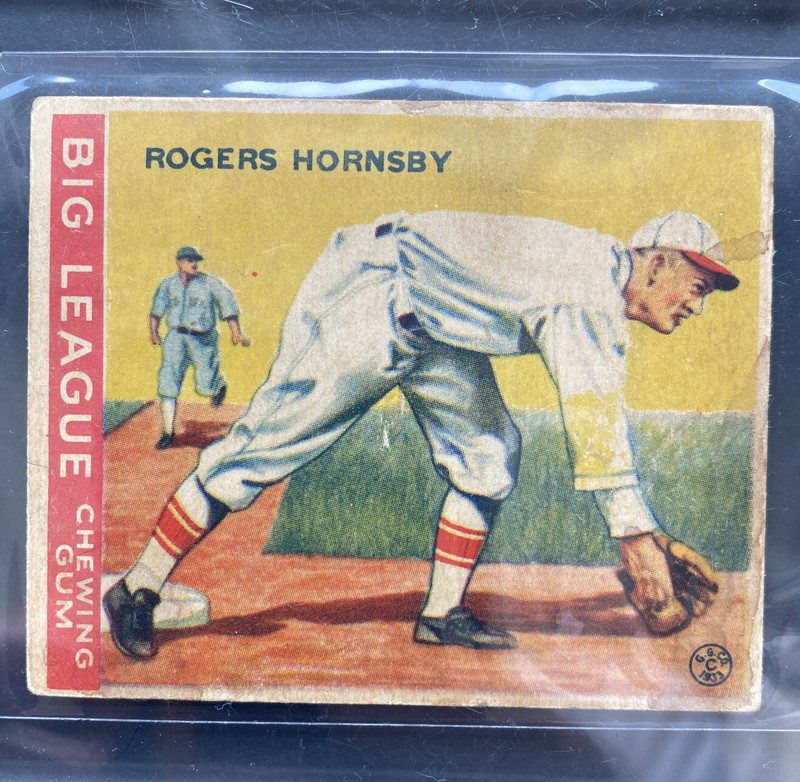 ROGERS HORNSBY
BIG LEAGUE CHEWING
GUM
G.G.CO.
C
1933